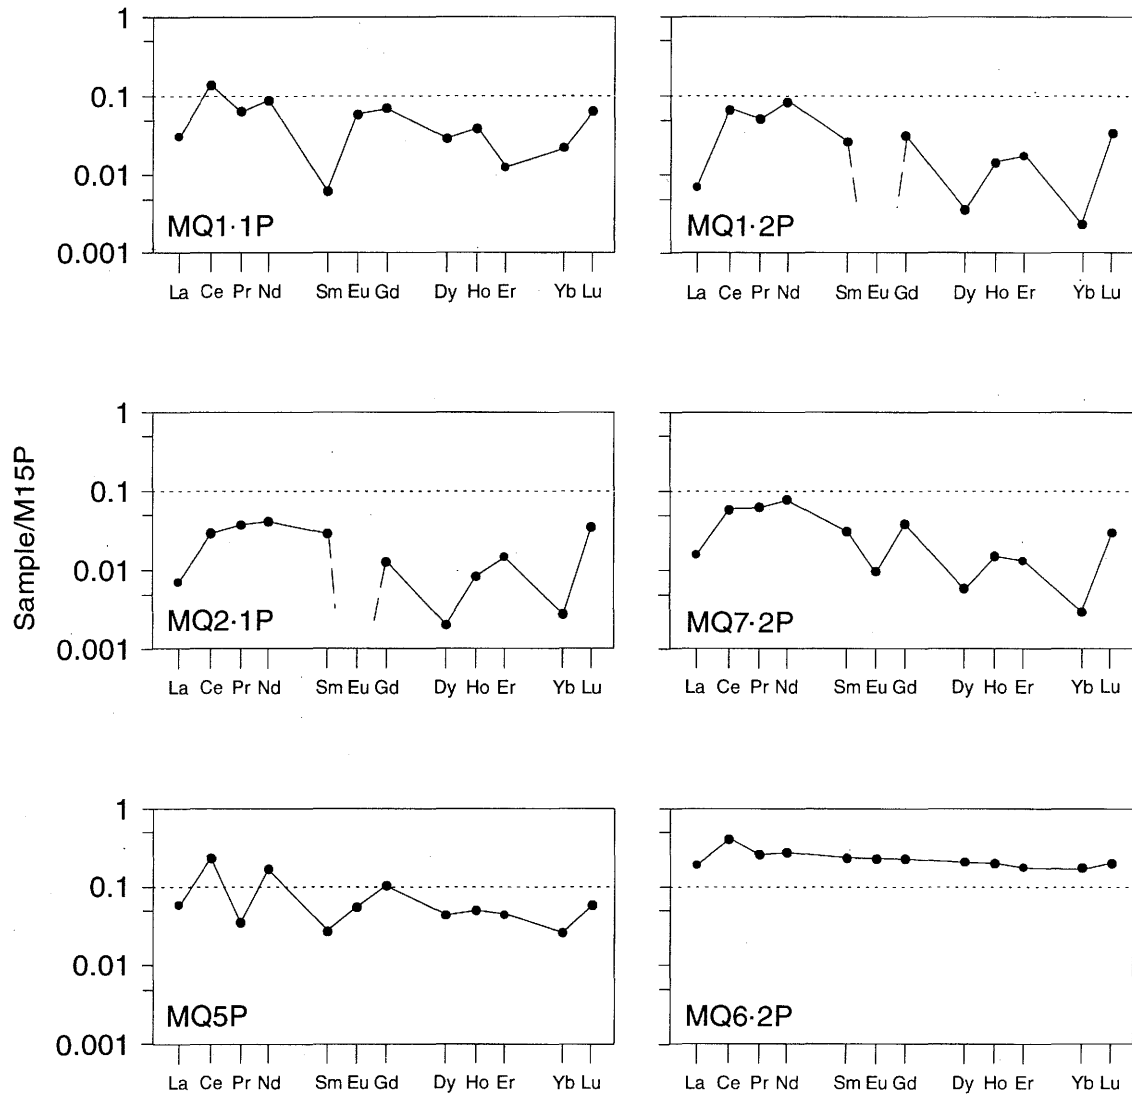 1
0.1
0.01
0.001
MQ1·1P
MQ1·2P
La Ce Pr Nd Sm Eu Gd Dy Ho Er Yb Lu
La Ce Pr Nd Sm Eu Gd Dy Ho Er Yb Lu
Sample/M15P
1
0.1
0.01
0.001
MQ2·1P
MQ7·2P
La Ce Pr Nd Sm Eu Gd Dy Ho Er Yb Lu
La Ce Pr Nd Sm Eu Gd Dy Ho Er Yb Lu
1
0.1
0.01
0.001
MQ5P
MQ6·2P
La Ce Pr Nd Sm Eu Gd Dy Ho Er Yb Lu
La Ce Pr Nd Sm Eu Gd Dy Ho Er Yb Lu